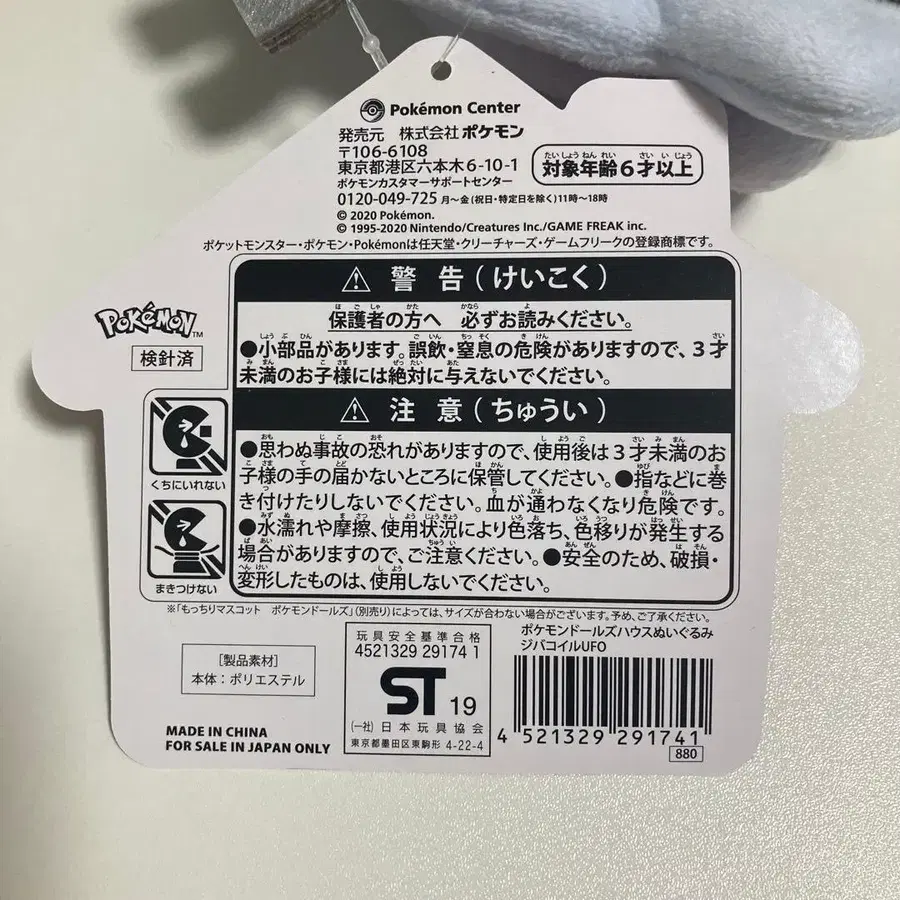 Pokémon Center
発売元 株式会社 ポケモン
〒106-6108
東京都港区六本木6-10-1
ポケモンカスタマーサポートセンター
0120-049-725 月～金(祝日・特定日を除く)11時～18時
© 2020 Pokémon.
© 1995-2020 Nintendo/Creatures Inc./GAME FREAK inc.
ポケットモンスター・ポケモン・Pokémonは任天堂・クリーチャーズ・ゲームフリークの登録商標です。
たいしょうねんれい さいいじょう
対象年齢6才以上
POKéMON™
検針済
くちにいれない
まきつけない
⚠ 警告(けいこく)
保護者の方へ 必ずお読みください。
●小部品があります。誤飲・窒息の危険がありますので、3才
未満のお子様には絶対に与えないでください。
⚠ 注意(ちゅうい)
●思わぬ事故の恐れがありますので、使用後は3才未満のお
子様の手の届かないところに保管してください。●指などに巻
き付けたりしないでください。血が通わなくなり危険です。
●水濡れや摩擦、使用状況により色落ち、色移りが発生する
場合がありますので、ご注意ください。●安全のため、破損・
変形したものは、使用しないでください。
※「もっちりマスコット ポケモンドールズ」(別売り)によっては、サイズが合わない場合がございます。予め、ご了承ください。
[製品素材]
本体：ポリエステル
MADE IN CHINA
FOR SALE IN JAPAN ONLY
玩具安全基準合格
4521329 29174 1
ST 19
(一社)日本玩具協会
東京都墨田区東駒形 4-22-4
ポケモンドールズハウスぬいぐるみ
ジバコイルUFO
4 521329 291741
880